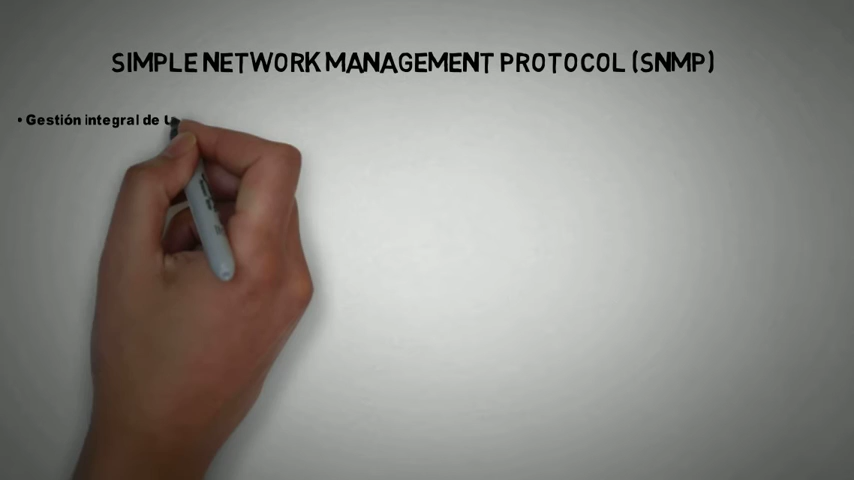 SIMPLE NETWORK MANAGEMENT PROTOCOL (SNMP)
• Gestión integral de